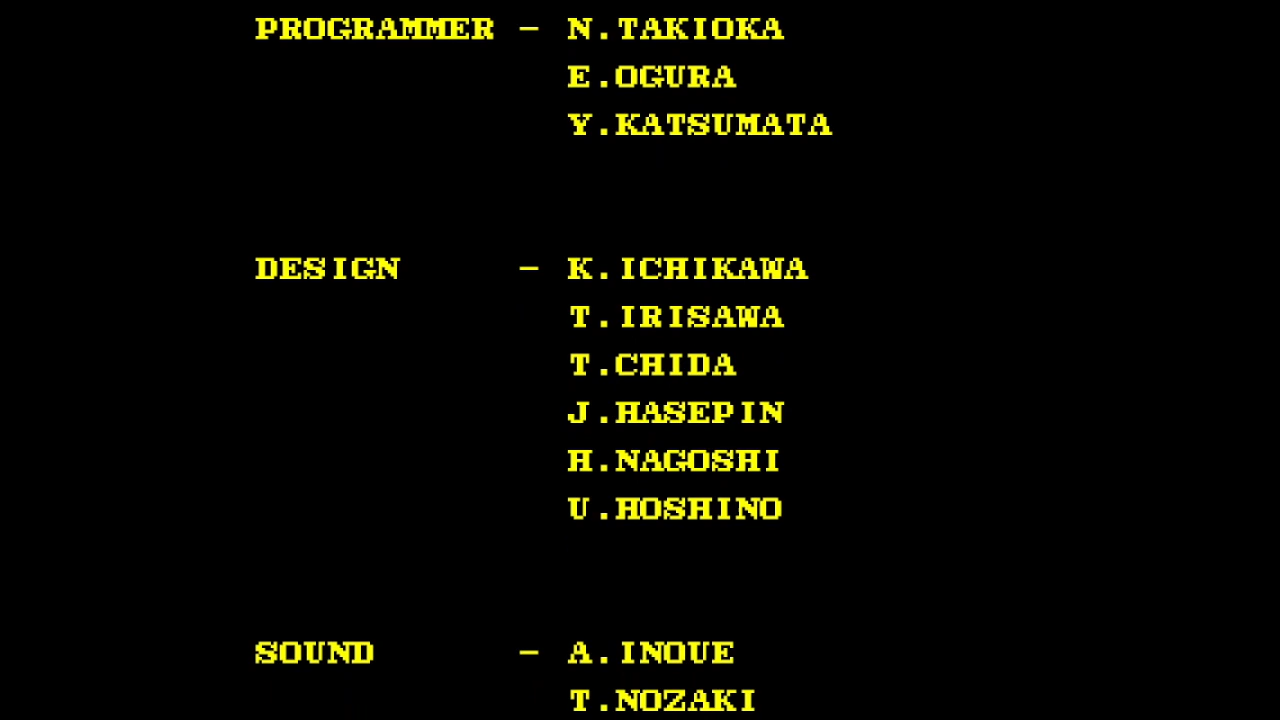 PROGRAMMER - N.TAKIOKA
E.OGURA
Y.KATSUMATA
DESIGN - K.ICHIKAWA
T.IRISAWA
T.CHIDA
J.HASEPIN
H.NAGOSHI
U.HOSHINO
SOUND - A.INOUE
T.NOZAKI